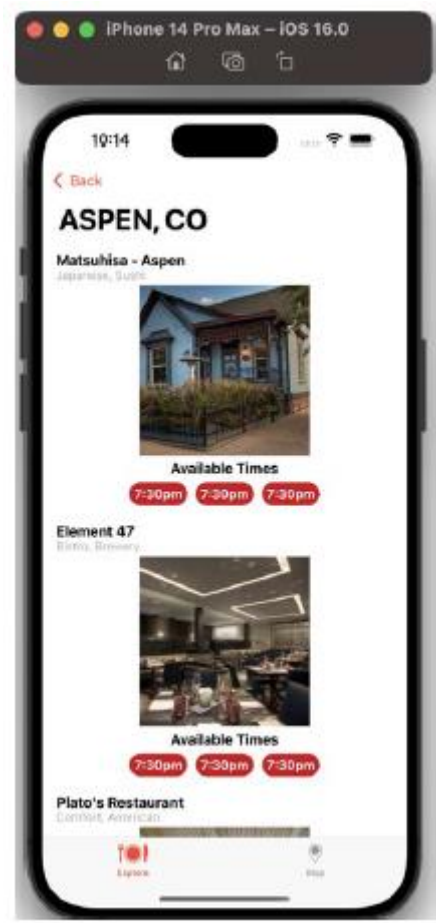 iPhone 14 Pro Max – iOS 16.0
10:14
Back
ASPEN, CO
Matsuhisa - Aspen
Japanese, Sushi
Available Times
7:30pm 7:30pm 7:30pm
Element 47
Bistro, Brewery
Available Times
7:30pm 7:30pm 7:30pm
Plato's Restaurant
Comfort, American
Explore Map